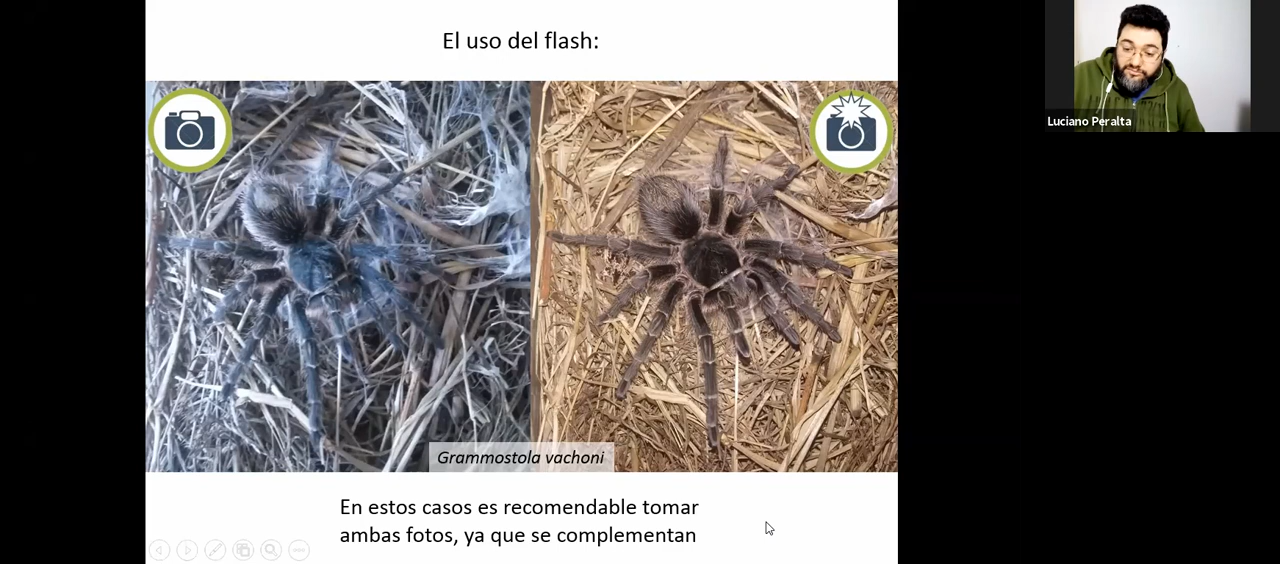 El uso del flash:
Luciano Peralta
Grammostola vachoni
En estos casos es recomendable tomar
ambas fotos, ya que se complementan